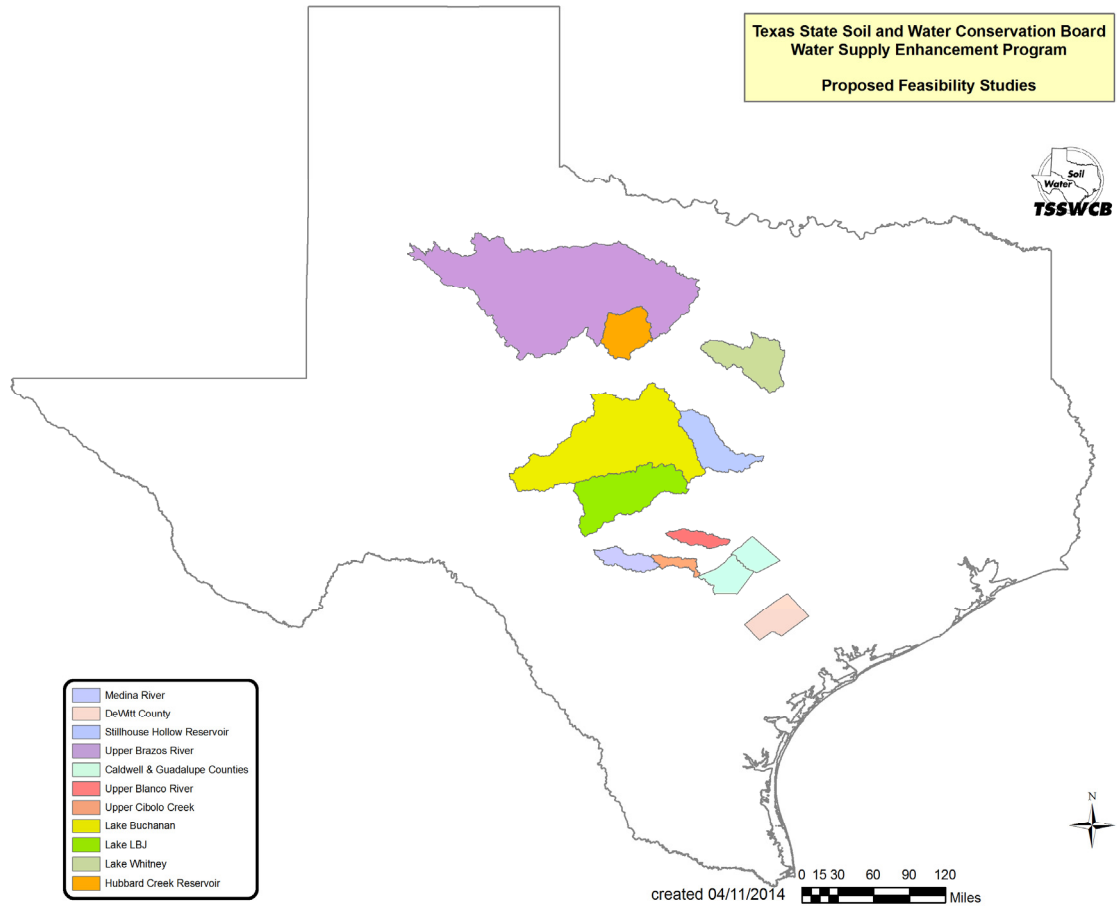 Texas State Soil and Water Conservation Board
Water Supply Enhancement Program
Proposed Feasibility Studies
Soil
Water
TSSWCB
Medina River
DeWitt County
Stillhouse Hollow Reservoir
Upper Brazos River
Caldwell & Guadalupe Counties
Upper Blanco River
Upper Cibolo Creek
Lake Buchanan
Lake LBJ
Lake Whitney
Hubbard Creek Reservoir
N
created 04/11/2014
0 15 30 60 90 120
Miles